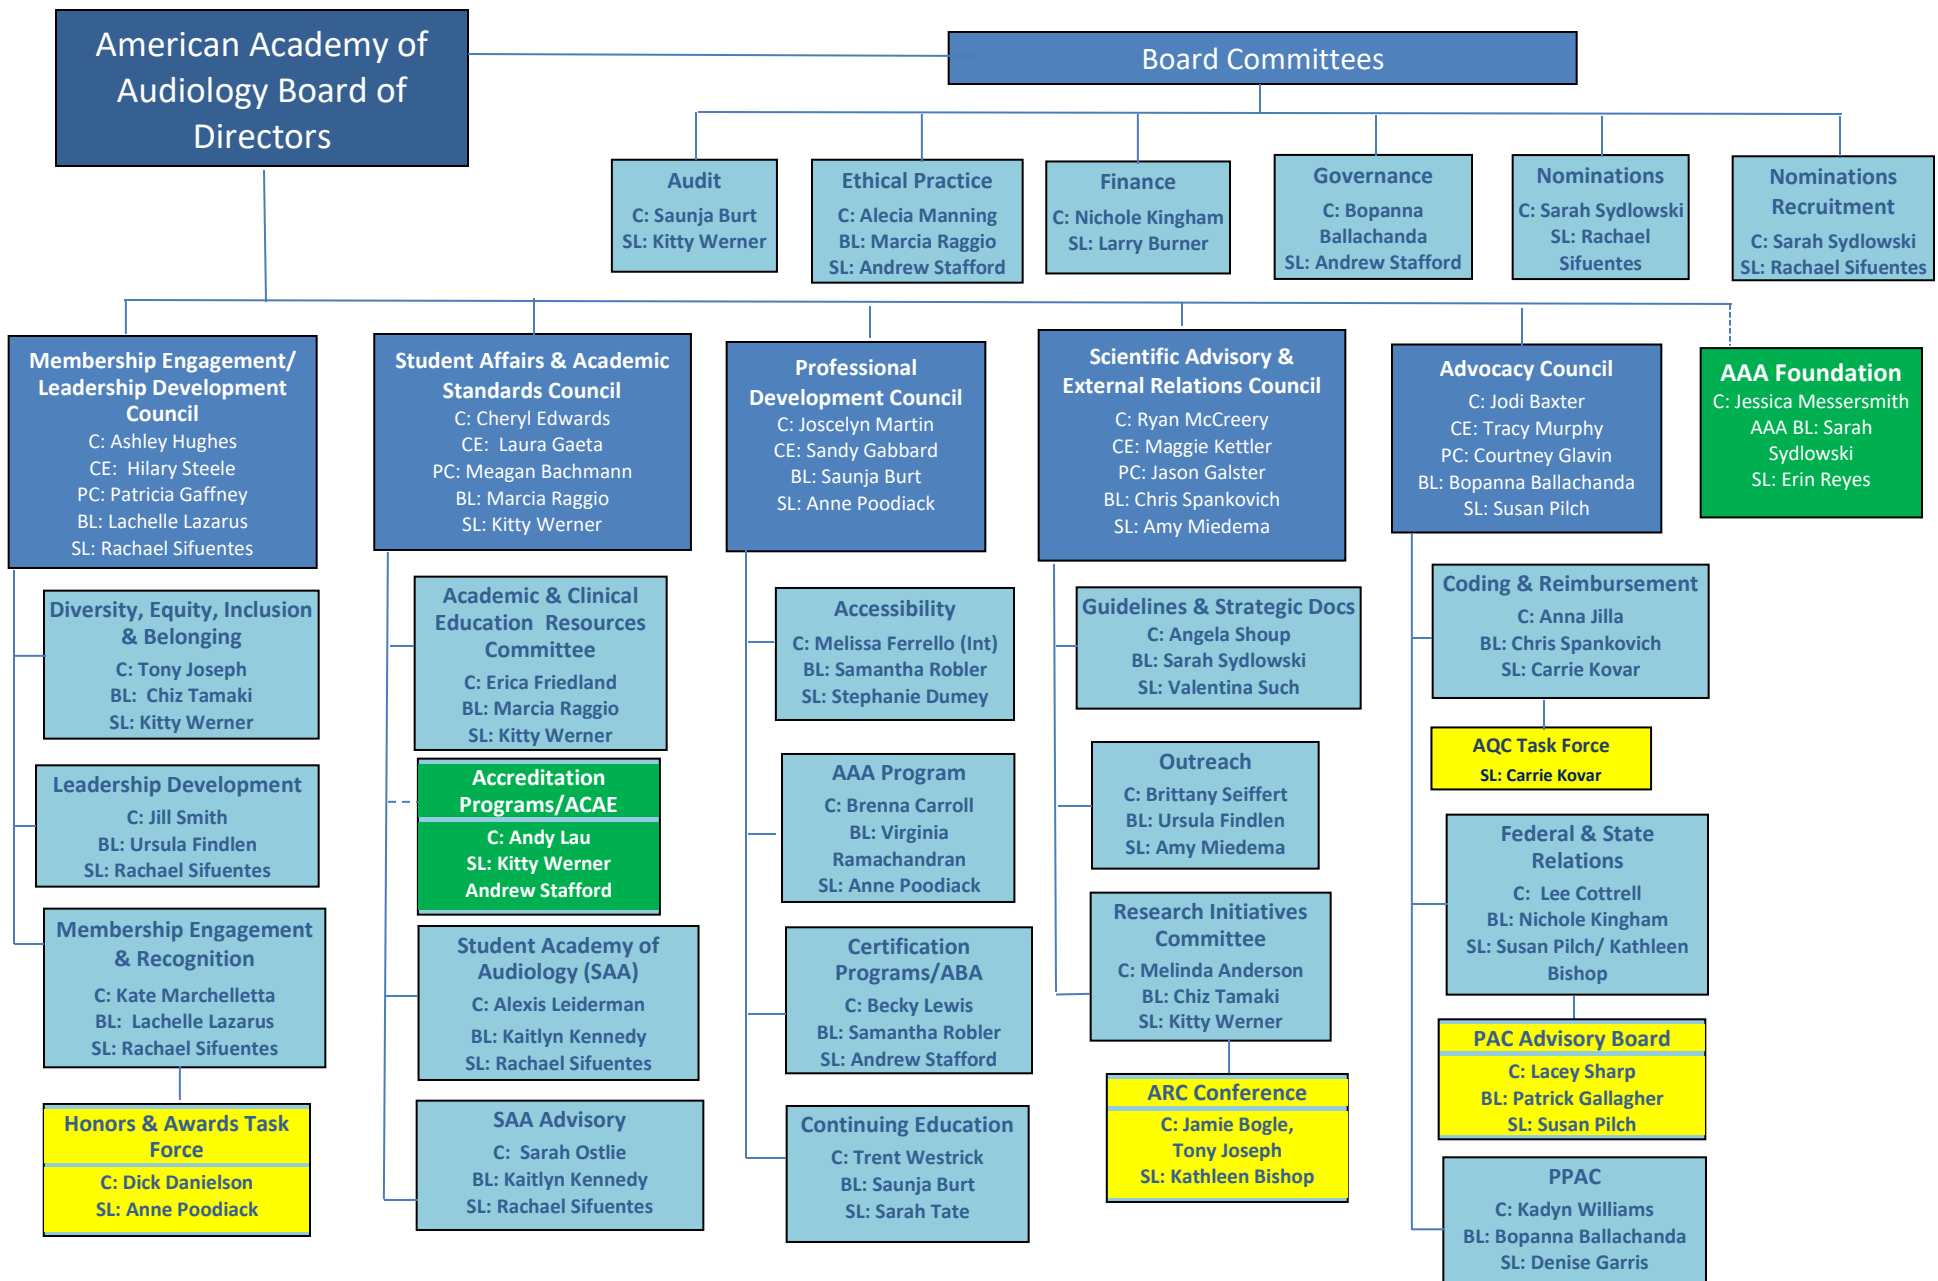 American Academy of
Audiology Board of
Directors
Board Committees
Audit
C: Saunja Burt
SL: Kitty Werner
Ethical Practice
C: Alecia Manning
BL: Marcia Raggio
SL: Andrew Stafford
Finance
C: Nichole Kingham
SL: Larry Burner
Governance
C: Bopanna
Ballachanda
SL: Andrew Stafford
Nominations
C: Sarah Sydlowski
SL: Rachael
Sifuentes
Nominations
Recruitment
C: Sarah Sydlowski
SL: Rachael Sifuentes
Membership Engagement/
Leadership Development
Council
C: Ashley Hughes
CE: Hilary Steele
PC: Patricia Gaffney
BL: Lachelle Lazarus
SL: Rachael Sifuentes
Student Affairs & Academic
Standards Council
C: Cheryl Edwards
CE: Laura Gaeta
PC: Meagan Bachmann
BL: Marcia Raggio
SL: Kitty Werner
Professional
Development Council
C: Joscelyn Martin
CE: Sandy Gabbard
BL: Saunja Burt
SL: Anne Poodiack
Scientific Advisory &
External Relations Council
C: Ryan McCreery
CE: Maggie Kettler
PC: Jason Galster
BL: Chris Spankovich
SL: Amy Miedema
Advocacy Council
C: Jodi Baxter
CE: Tracy Murphy
PC: Courtney Glavin
BL: Bopanna Ballachanda
SL: Susan Pilch
AAA Foundation
C: Jessica Messersmith
AAA BL: Sarah
Sydlowski
SL: Erin Reyes
Diversity, Equity, Inclusion
& Belonging
C: Tony Joseph
BL: Chiz Tamaki
SL: Kitty Werner
Leadership Development
C: Jill Smith
BL: Ursula Findlen
SL: Rachael Sifuentes
Membership Engagement
& Recognition
C: Kate Marchelletta
BL: Lachelle Lazarus
SL: Rachael Sifuentes
Honors & Awards Task
Force
C: Dick Danielson
SL: Anne Poodiack
Academic & Clinical
Education Resources
Committee
C: Erica Friedland
BL: Marcia Raggio
SL: Kitty Werner
Accreditation
Programs/ACAE
C: Andy Lau
SL: Kitty Werner
Andrew Stafford
Student Academy of
Audiology (SAA)
C: Alexis Leiderman
BL: Kaitlyn Kennedy
SL: Rachael Sifuentes
SAA Advisory
C: Sarah Ostlie
BL: Kaitlyn Kennedy
SL: Rachael Sifuentes
Accessibility
C: Melissa Ferrello (Int)
BL: Samantha Robler
SL: Stephanie Dumey
AAA Program
C: Brenna Carroll
BL: Virginia
Ramachandran
SL: Anne Poodiack
Certification
Programs/ABA
C: Becky Lewis
BL: Samantha Robler
SL: Andrew Stafford
Continuing Education
C: Trent Westrick
BL: Saunja Burt
SL: Sarah Tate
Guidelines & Strategic Docs
C: Angela Shoup
BL: Sarah Sydlowski
SL: Valentina Such
Outreach
C: Brittany Seiffert
BL: Ursula Findlen
SL: Amy Miedema
Research Initiatives
Committee
C: Melinda Anderson
BL: Chiz Tamaki
SL: Kitty Werner
ARC Conference
C: Jamie Bogle,
Tony Joseph
SL: Kathleen Bishop
Coding & Reimbursement
C: Anna Jilla
BL: Chris Spankovich
SL: Carrie Kovar
AQC Task Force
SL: Carrie Kovar
Federal & State
Relations
C: Lee Cottrell
BL: Nichole Kingham
SL: Susan Pilch/ Kathleen
Bishop
PAC Advisory Board
C: Lacey Sharp
BL: Patrick Gallagher
SL: Susan Pilch
PPAC
C: Kadyn Williams
BL: Bopanna Ballachanda
SL: Denise Garris